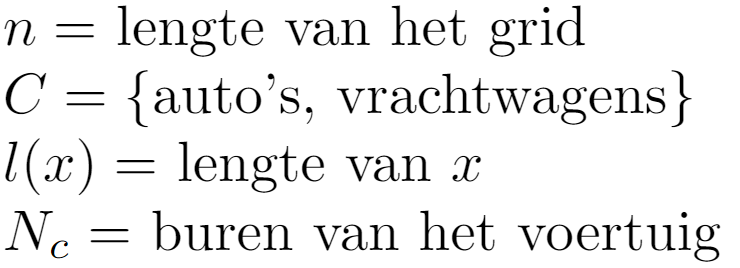 n = lengte van het grid
C = {auto's, vrachtwagens}
l(x) = lengte van x
N_c = buren van het voertuig